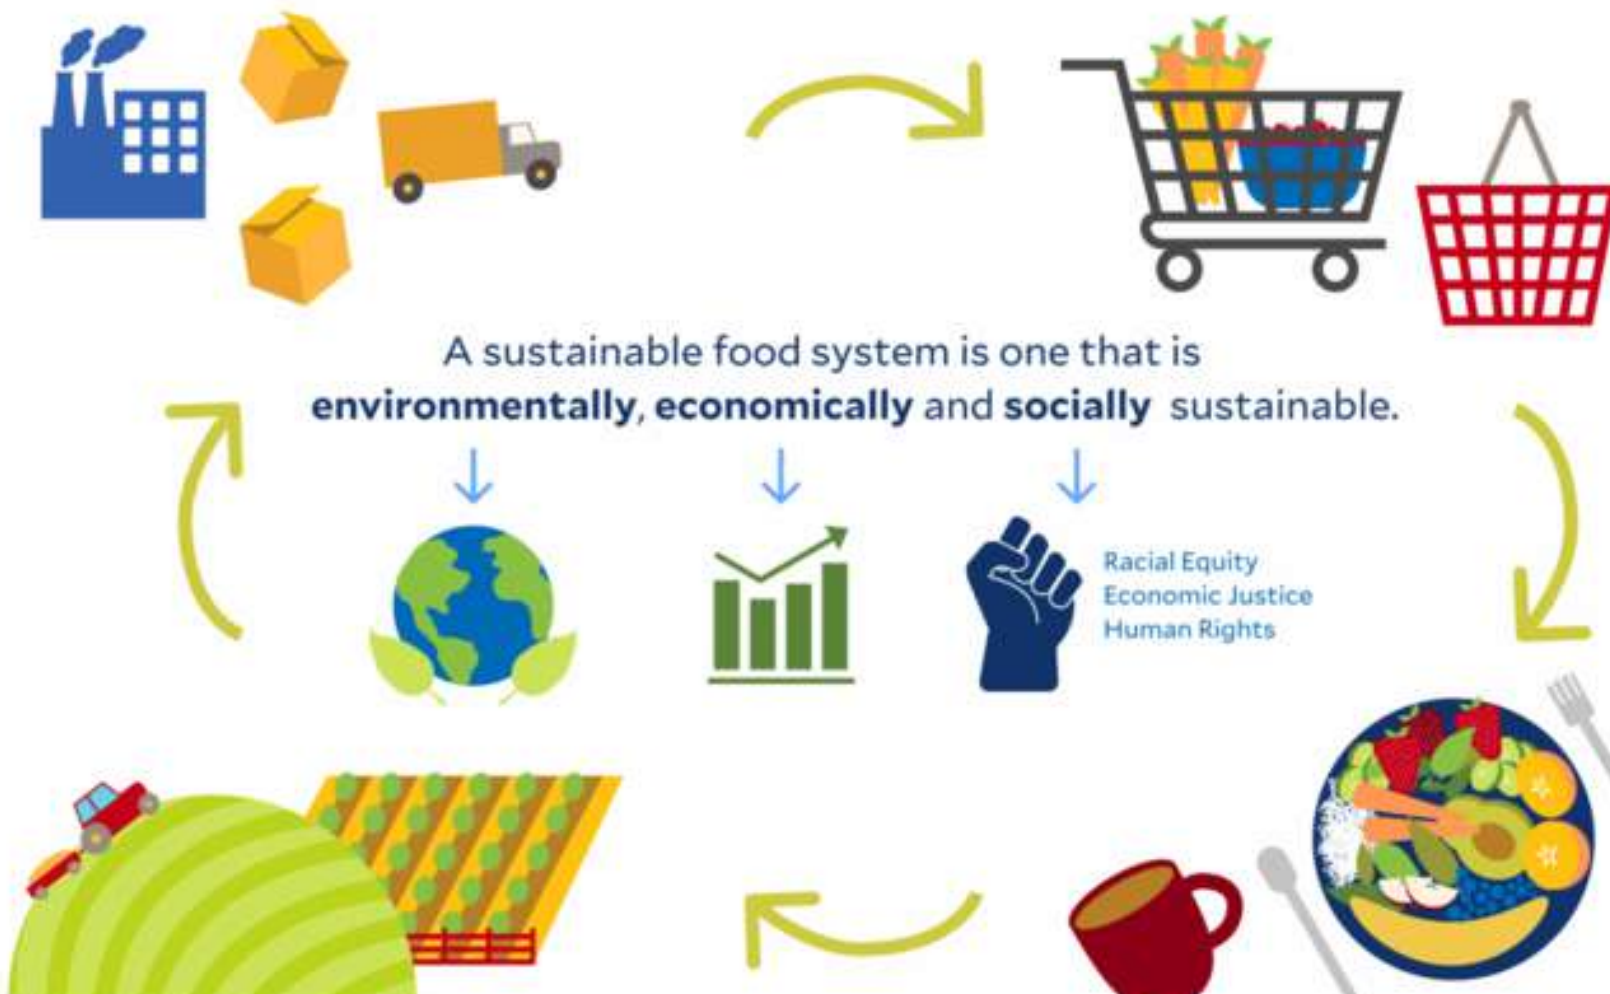 A sustainable food system is one that is
environmentally, economically and socially sustainable.
Racial Equity
Economic Justice
Human Rights